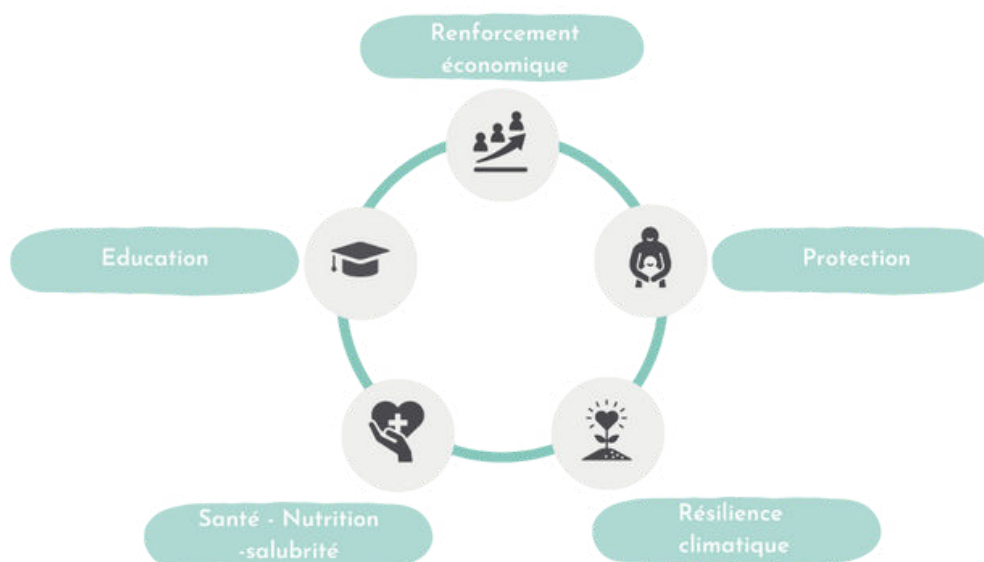 Renforcement
économique
Education
Protection
Santé - Nutrition
-salubrité
Résilience
climatique